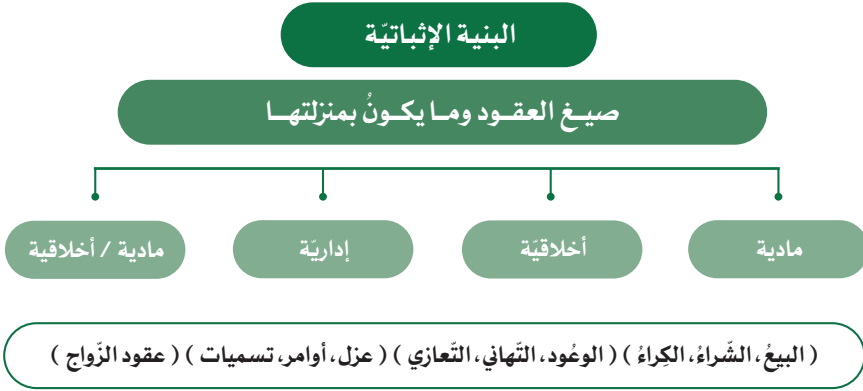 البنية الإثباتيّة
صيـغ العقـود ومـا يكـونُ بمنزلتهـا
مادية
أخلاقيّة
إداريّة
مادية / أخلاقية
( البيعُ، الشّراءُ، الكِراءُ ) ( الوعُود، التّهاني، التّعازي ) ( عزل، أوامر، تسميات ) ( عقود الزّواج )